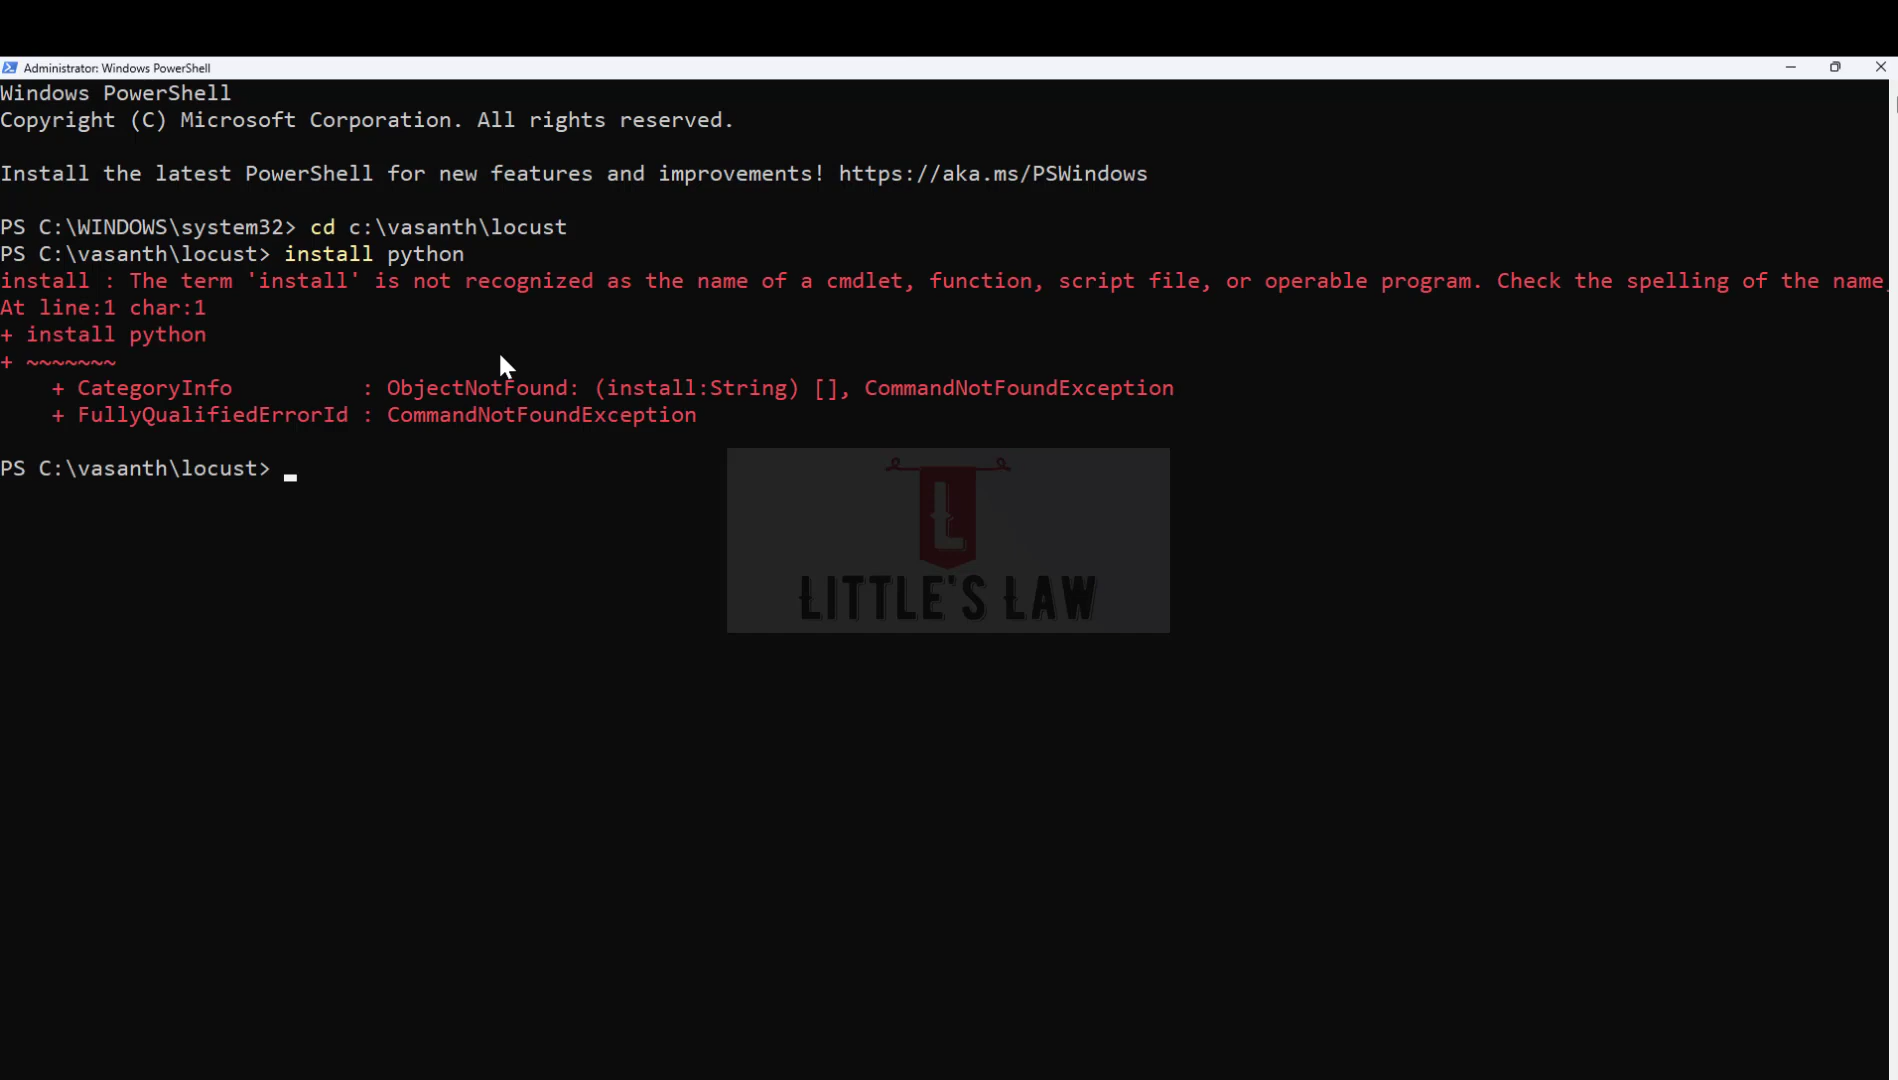 Administrator: Windows PowerShell
Windows PowerShell
Copyright (C) Microsoft Corporation. All rights reserved.
Install the latest PowerShell for new features and improvements! https://aka.ms/PSWindows
PS C:\WINDOWS\system32> cd c:\vasanth\locust
PS C:\vasanth\locust> install python
install : The term 'install' is not recognized as the name of a cmdlet, function, script file, or operable program. Check the spelling of the name,
At line:1 char:1
+ install python
+ ~~~~~~~
    + CategoryInfo          : ObjectNotFound: (install:String) [], CommandNotFoundException
    + FullyQualifiedErrorId : CommandNotFoundException
PS C:\vasanth\locust>
L
LITTLE'S LAW